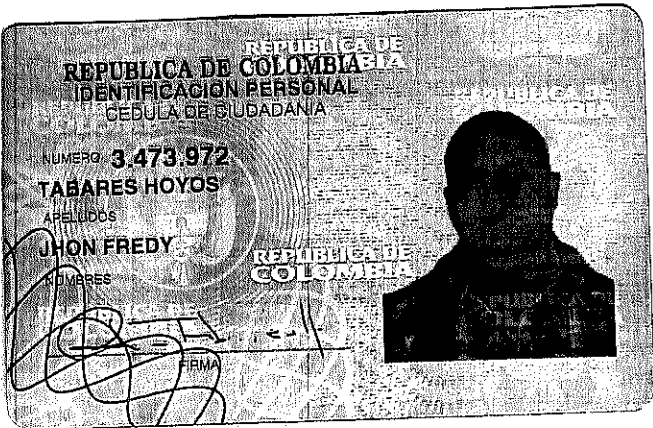 REPUBLICA DE COLOMBIA
IDENTIFICACION PERSONAL
CEDULA DE CIUDADANIA
NUMERO 3.473.972
TABARES HOYOS
APELLIDOS
JHON FREDY
NOMBRES
FIRMA
REPUBLICA DE
REPUBLICA DE
COLOMBIA